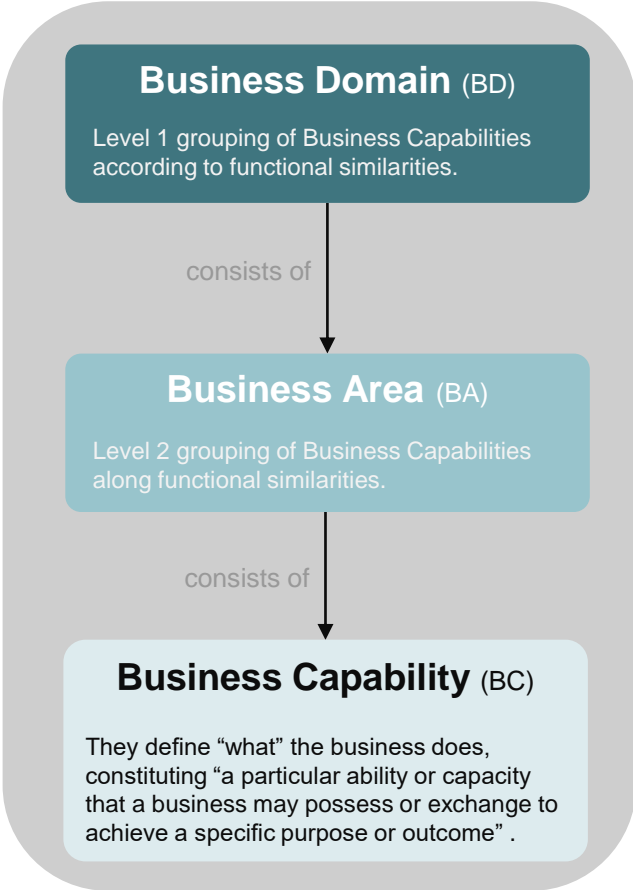 Business Domain (BD)
Level 1 grouping of Business Capabilities
according to functional similarities.
consists of
Business Area (BA)
Level 2 grouping of Business Capabilities
along functional similarities.
consists of
Business Capability (BC)
They define “what” the business does,
constituting “a particular ability or capacity
that a business may possess or exchange to
achieve a specific purpose or outcome” .